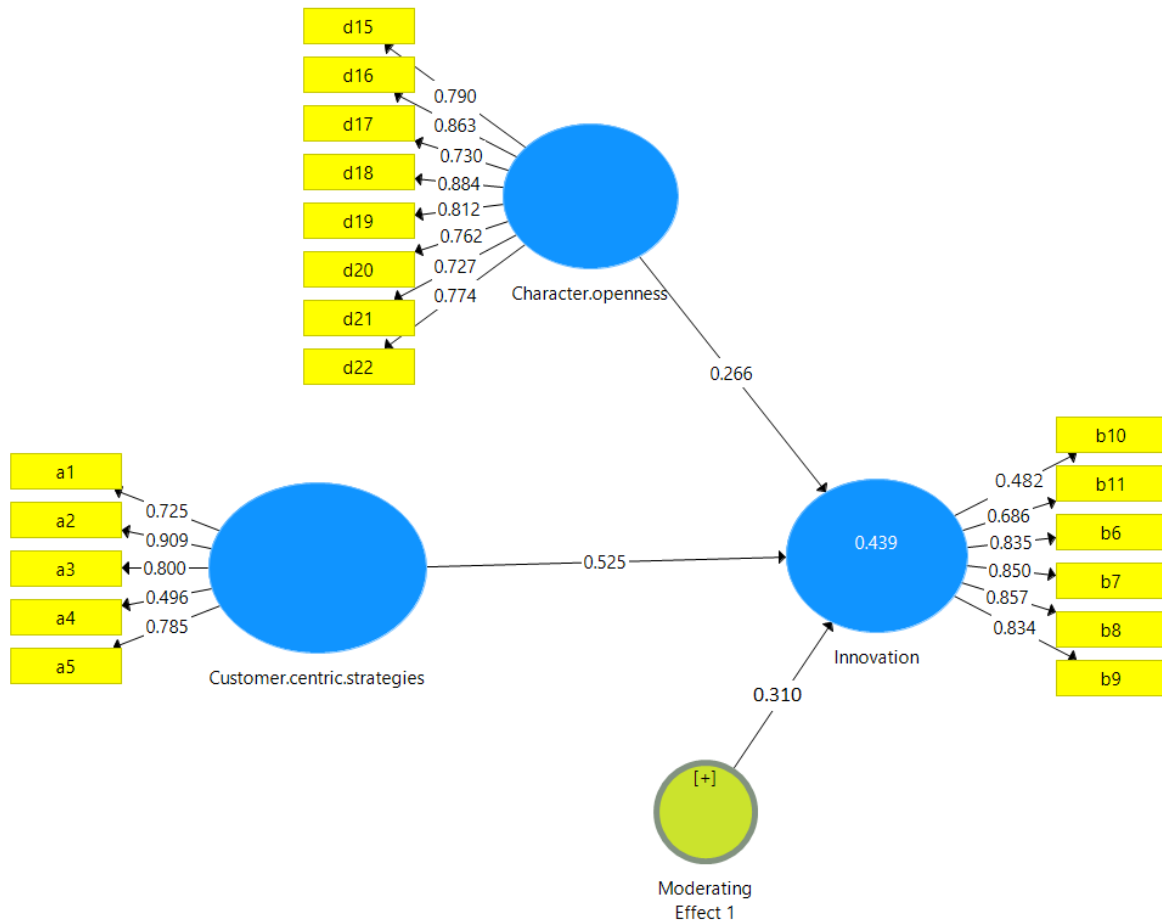 d15
d16
d17
d18
d19
d20
d21
d22
0.790
0.863
0.730
0.884
0.812
0.762
0.727
0.774
Character.openness
0.266
a1
a2
a3
a4
a5
0.725
0.909
0.800
0.496
0.785
Customer.centric.strategies
0.525
0.439
Innovation
0.482
0.686
0.835
0.850
0.857
0.834
b10
b11
b6
b7
b8
b9
0.310
[+]
Moderating
Effect 1